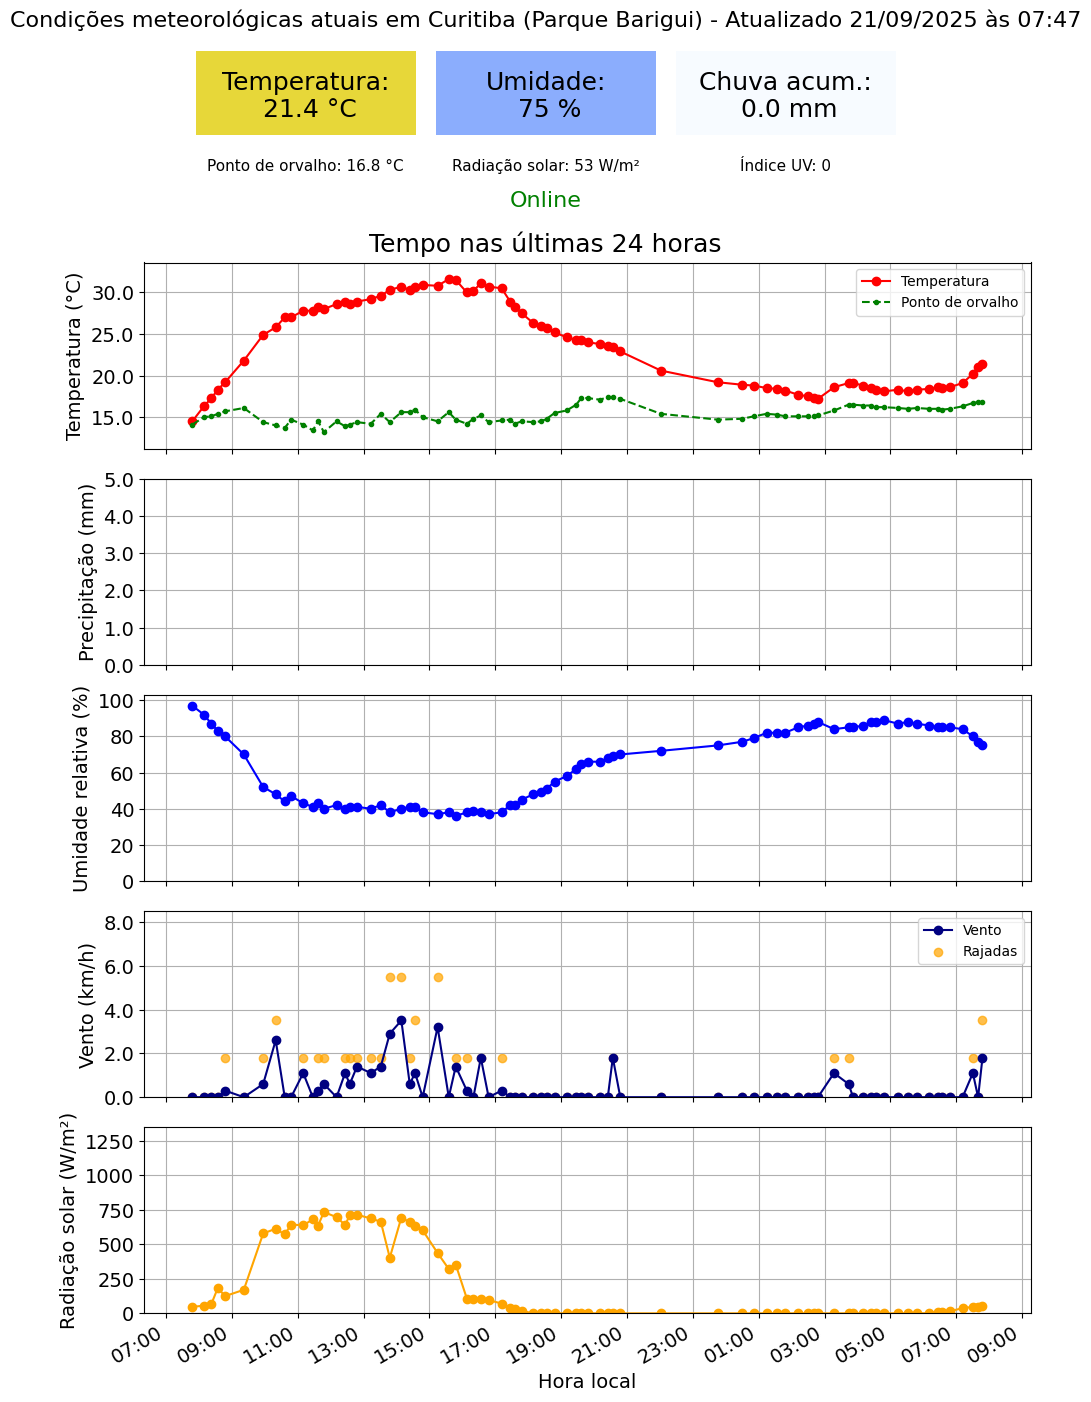 Condições meteorológicas atuais em Curitiba (Parque Barigui) - Atualizado 21/09/2025 às 07:47
Temperatura:
21.4 °C
Umidade:
75 %
Chuva acum.:
0.0 mm
Ponto de orvalho: 16.8 °C
Radiação solar: 53 W/m²
Índice UV: 0
Online
Tempo nas últimas 24 horas
Temperatura (°C)
30.0
25.0
20.0
15.0
Temperatura
Ponto de orvalho
Precipitação (mm)
5.0
4.0
3.0
2.0
1.0
0.0
Umidade relativa (%)
100
80
60
40
20
0
Vento (km/h)
8.0
6.0
4.0
2.0
0.0
Vento
Rajadas
Radiação solar (W/m²)
1250
1000
750
500
250
0
07:00
09:00
11:00
13:00
15:00
17:00
19:00
21:00
23:00
01:00
03:00
05:00
07:00
09:00
Hora local